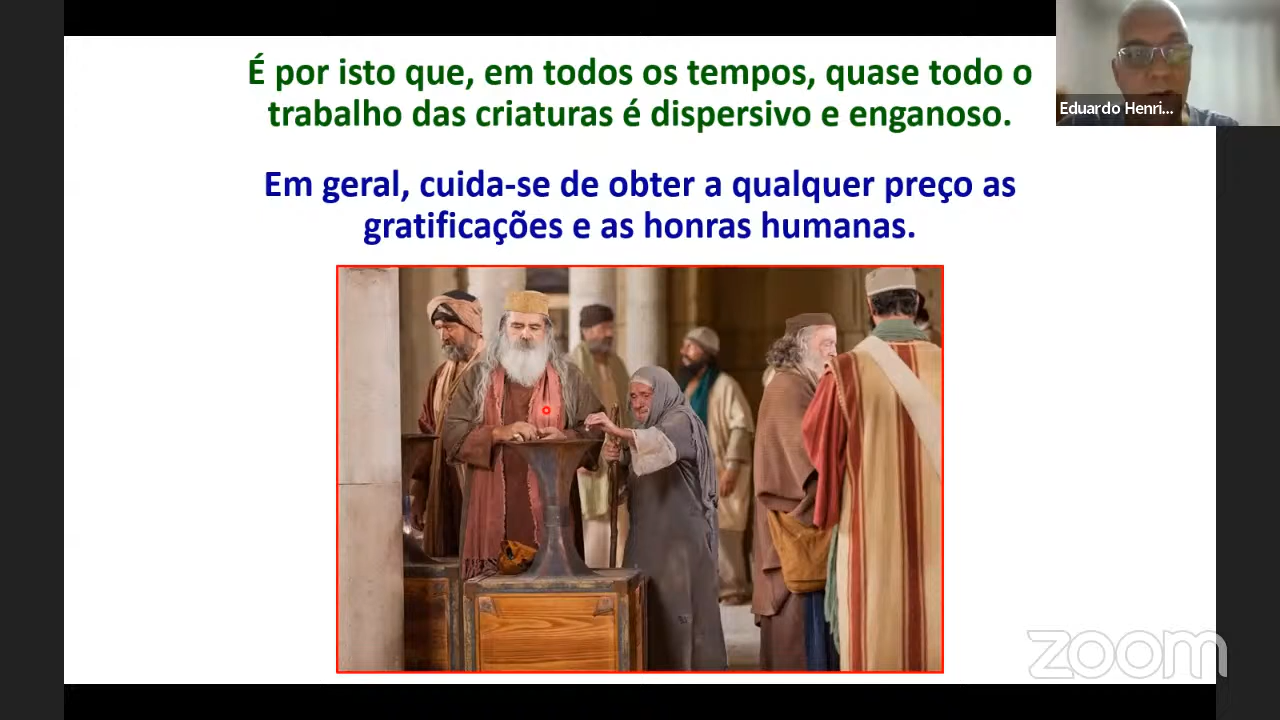 É por isto que, em todos os tempos, quase todo o
trabalho das criaturas é dispersivo e enganoso.
Em geral, cuida-se de obter a qualquer preço as
gratificações e as honras humanas.
Eduardo Henri...
zoom